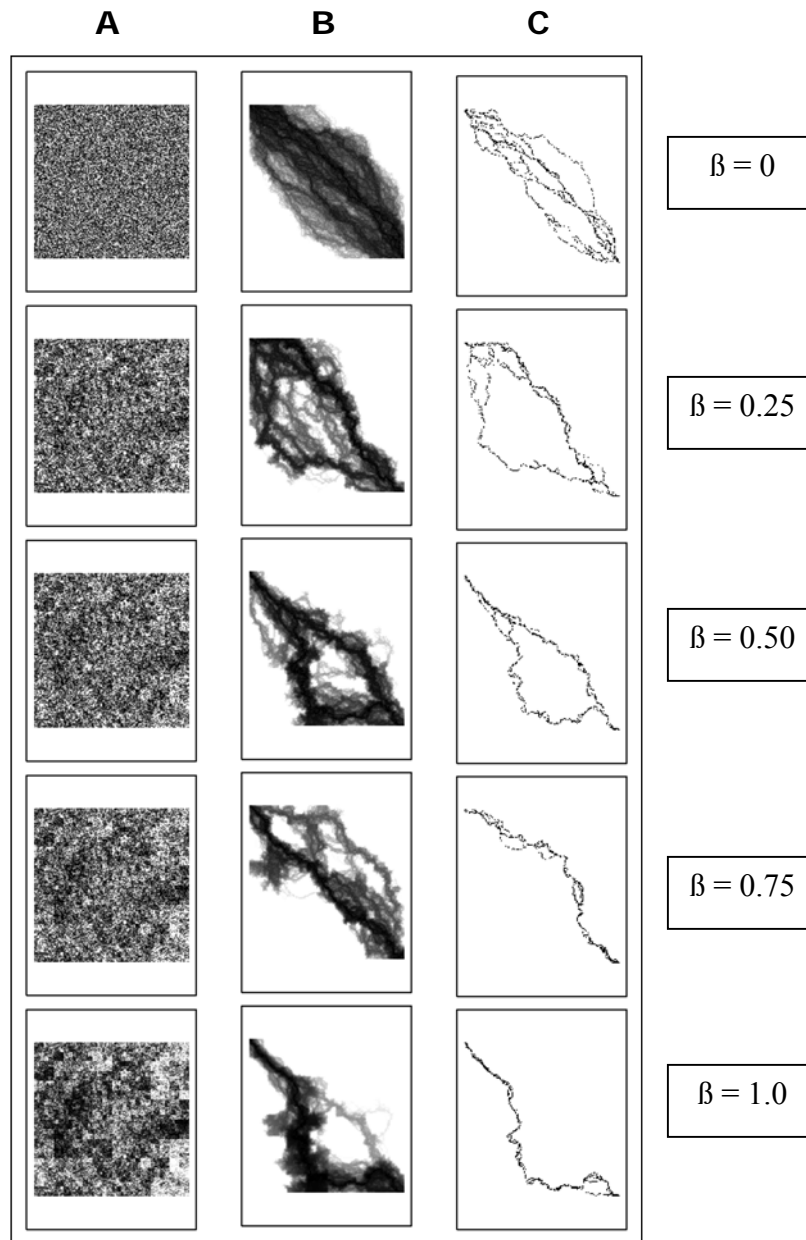 A B C
ß = 0
ß = 0.25
ß = 0.50
ß = 0.75
ß = 1.0